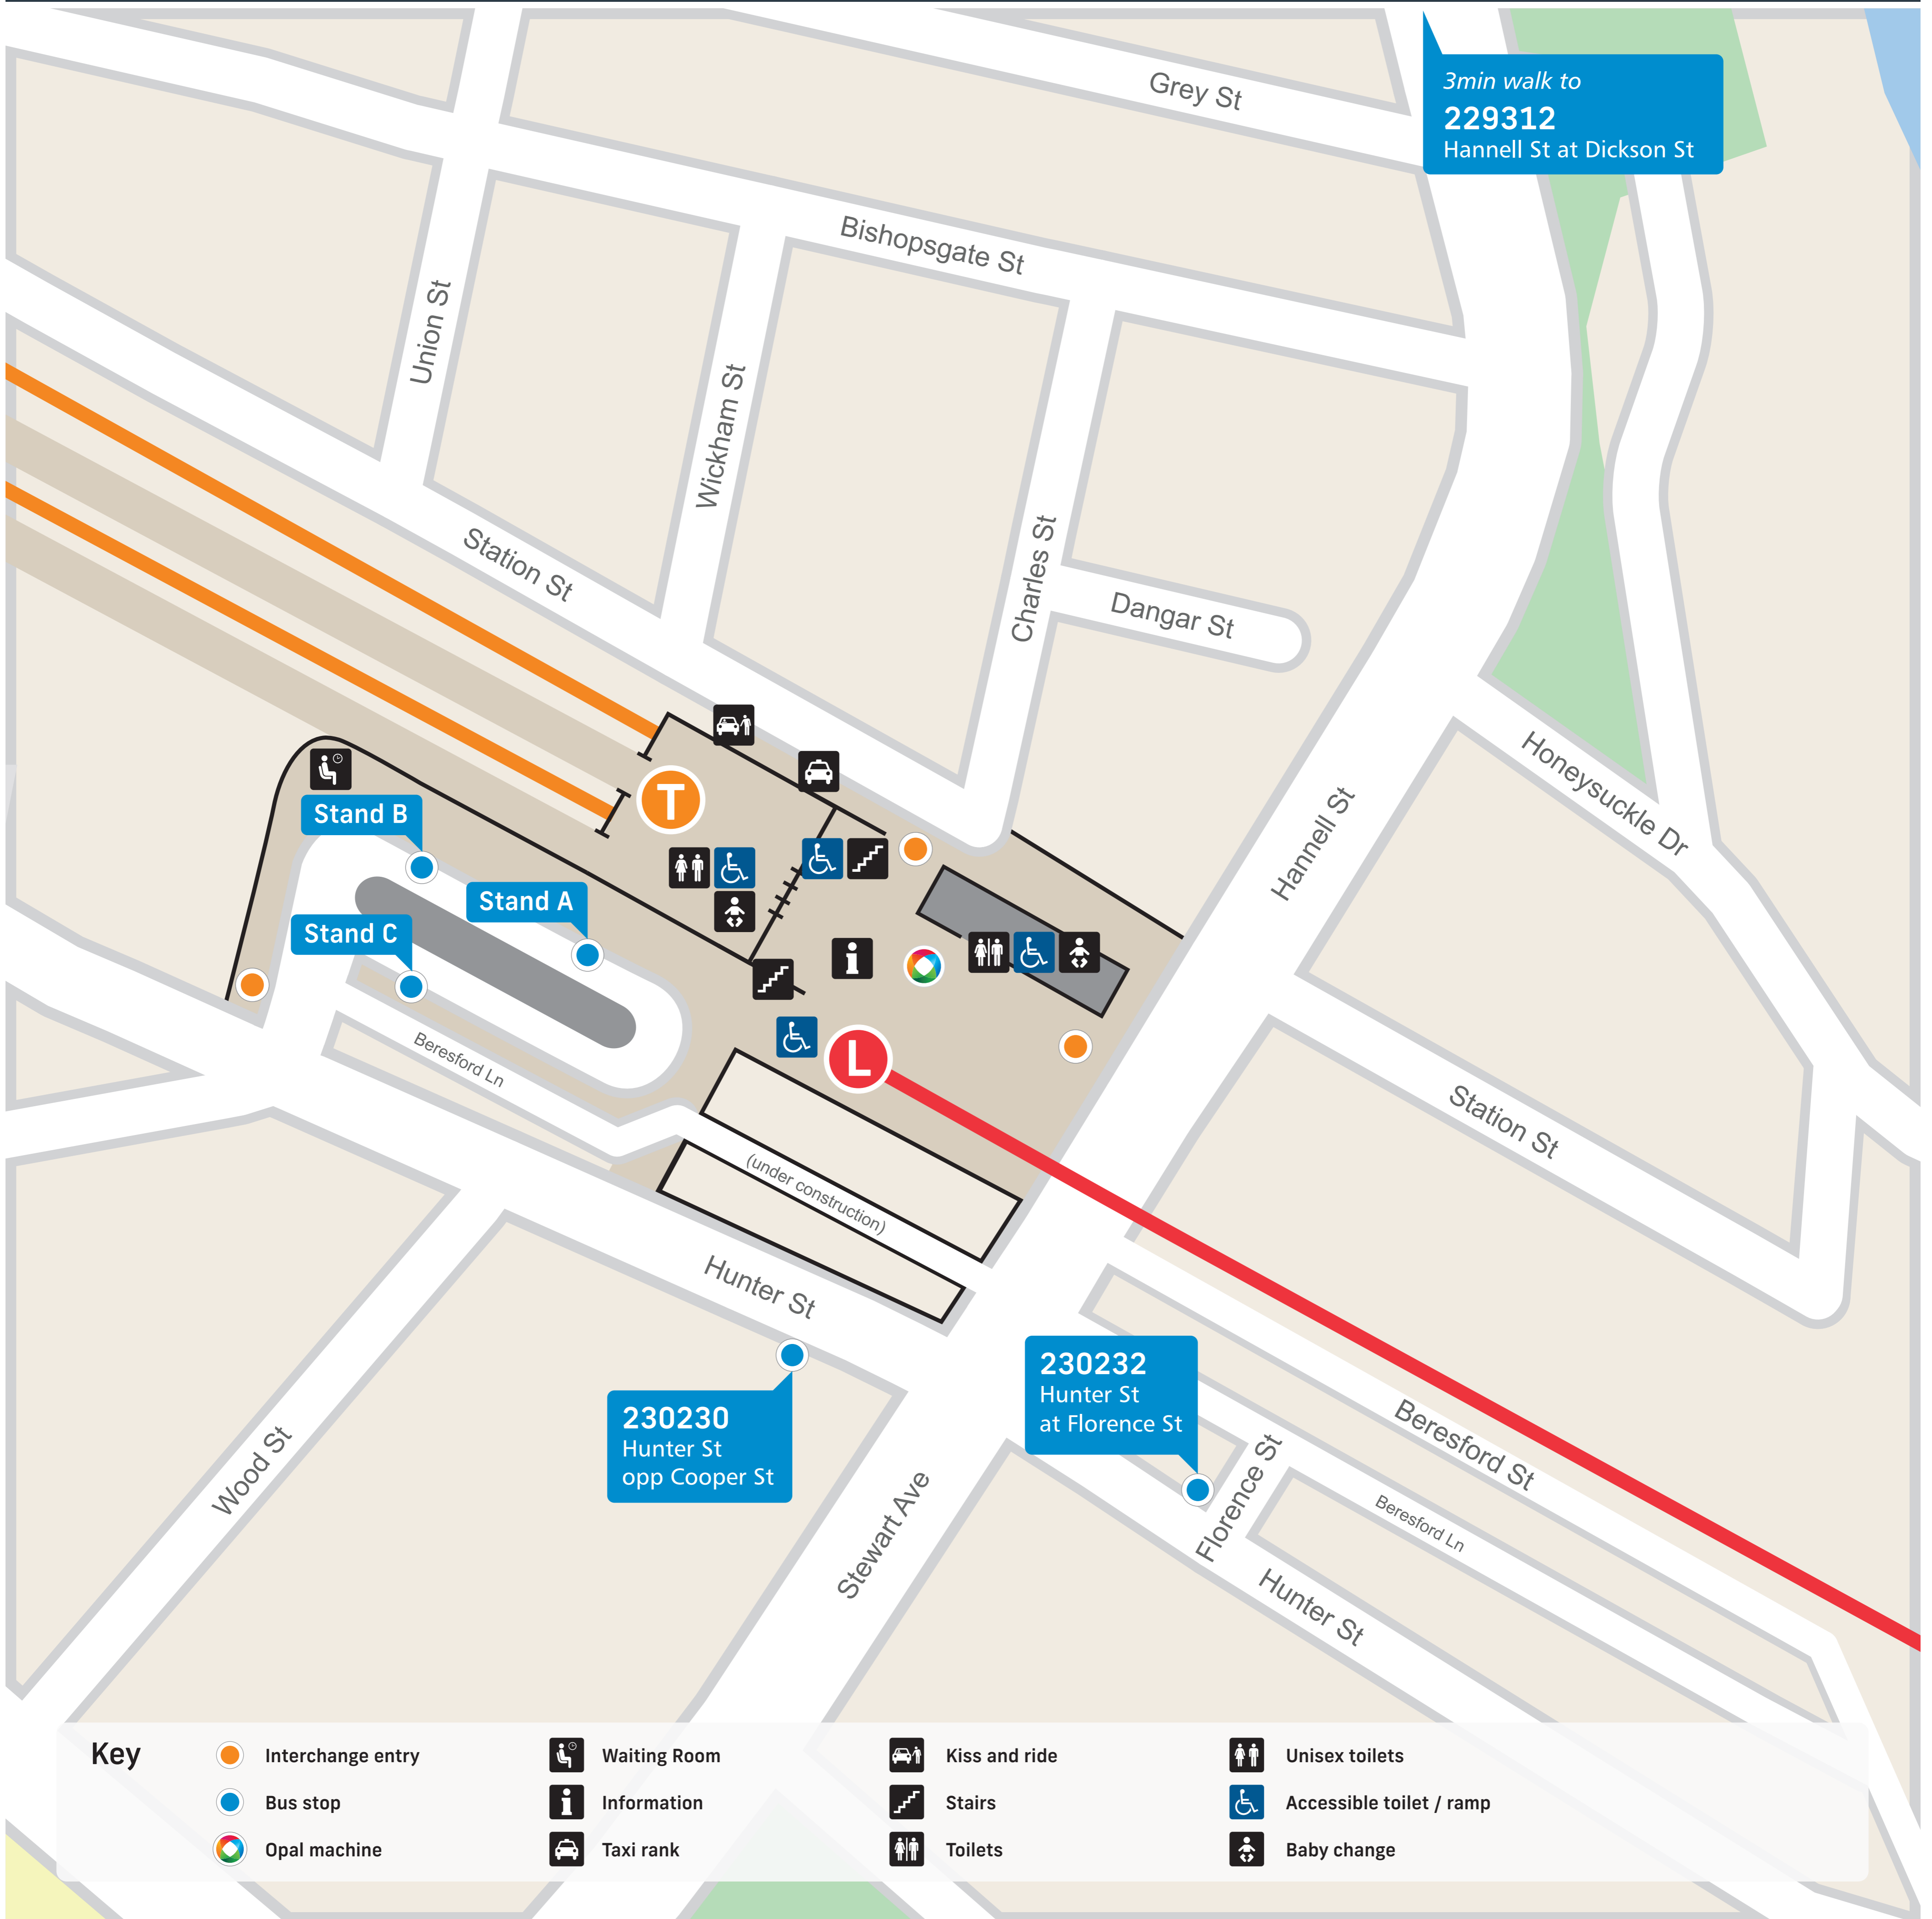 Grey St
3min walk to
229312
Hannell St at Dickson St
Bishopsgate St
Union St
Wickham St
Station St
Charles St
Dangar St
Honeysuckle Dr
Hannell St
T
Stand B
Stand A
Stand C
i
L
Beresford Ln
Station St
(under construction)
Hunter St
230230
Hunter St
opp Cooper St
230232
Hunter St
at Florence St
Wood St
Stewart Ave
Florence St
Beresford St
Beresford Ln
Hunter St
Key
Interchange entry
Bus stop
Opal machine
Waiting Room
i Information
Taxi rank
Kiss and ride
Stairs
Toilets
Unisex toilets
Accessible toilet / ramp
Baby change